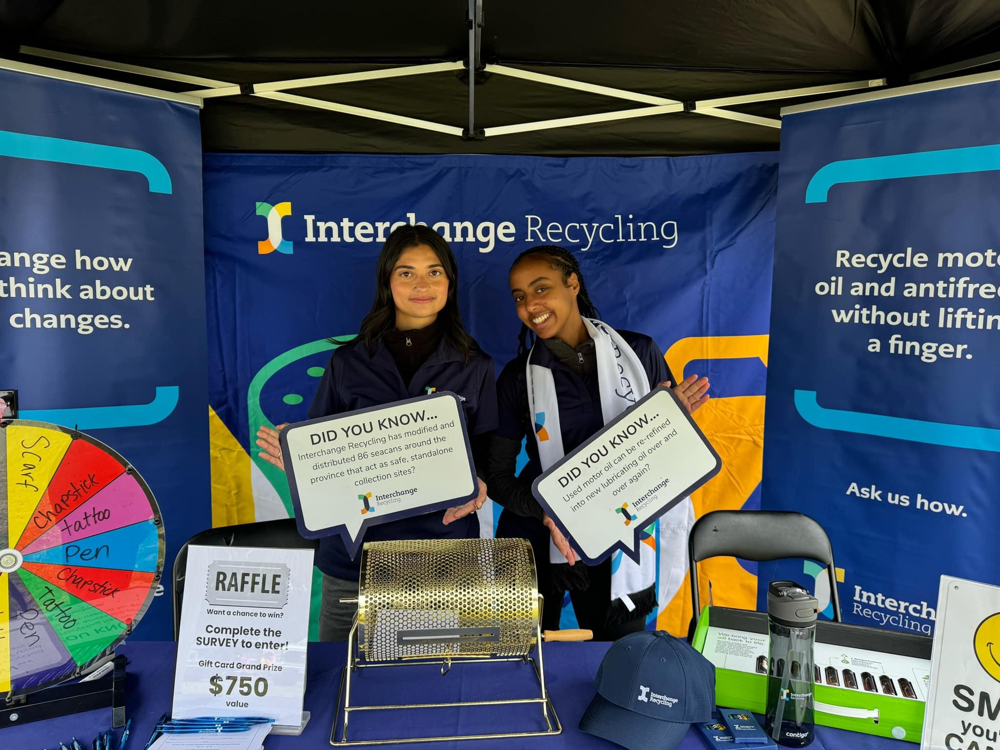 Interchange Recycling
ange how
think about
changes.
Recycle moto
oil and antifree
without liftin
a finger.
Ask us how.
Interch
Recycling
DID YOU KNOW...
Interchange Recycling has modified and
distributed 86 seacans around the
province that act as safe, standalone
collection sites?
Interchange
Recycling
DID YOU KNOW...
Used motor oil can be re-refined
into new lubricating oil over and
over again?
Interchange
Recycling
Scarf
Chapstick
tattoo
Pen
Chapstick
tattoo
Pen
RAFFLE
Want a chance to win?
Complete the
SURVEY to enter!
Gift Card Grand Prize
$750
value
Interchange
Recycling
We bring your
oil back to life.
24 oz
Interchange
Recycling
contigo
SM
you'
CA